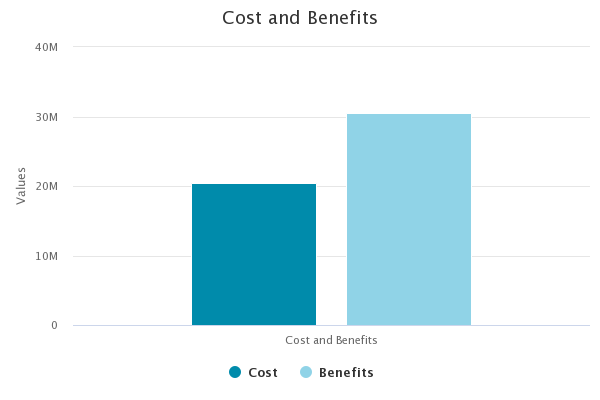 Cost and Benefits
40M
30M
20M
10M
0
Values
Cost and Benefits
Cost Benefits